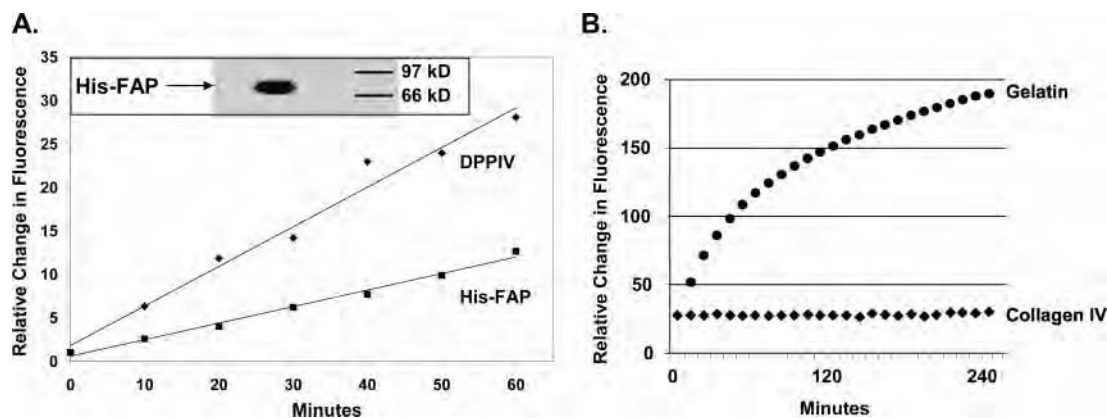 A.
35
30
25
20
15
10
5
0
Relative Change in Fluorescence
His-FAP
97 kD
66 kD
DPPIV
His-FAP
0 10 20 30 40 50 60
Minutes
B.
200
150
100
50
0
Relative Change in Fluorescence
Gelatin
Collagen IV
0 120 240
Minutes